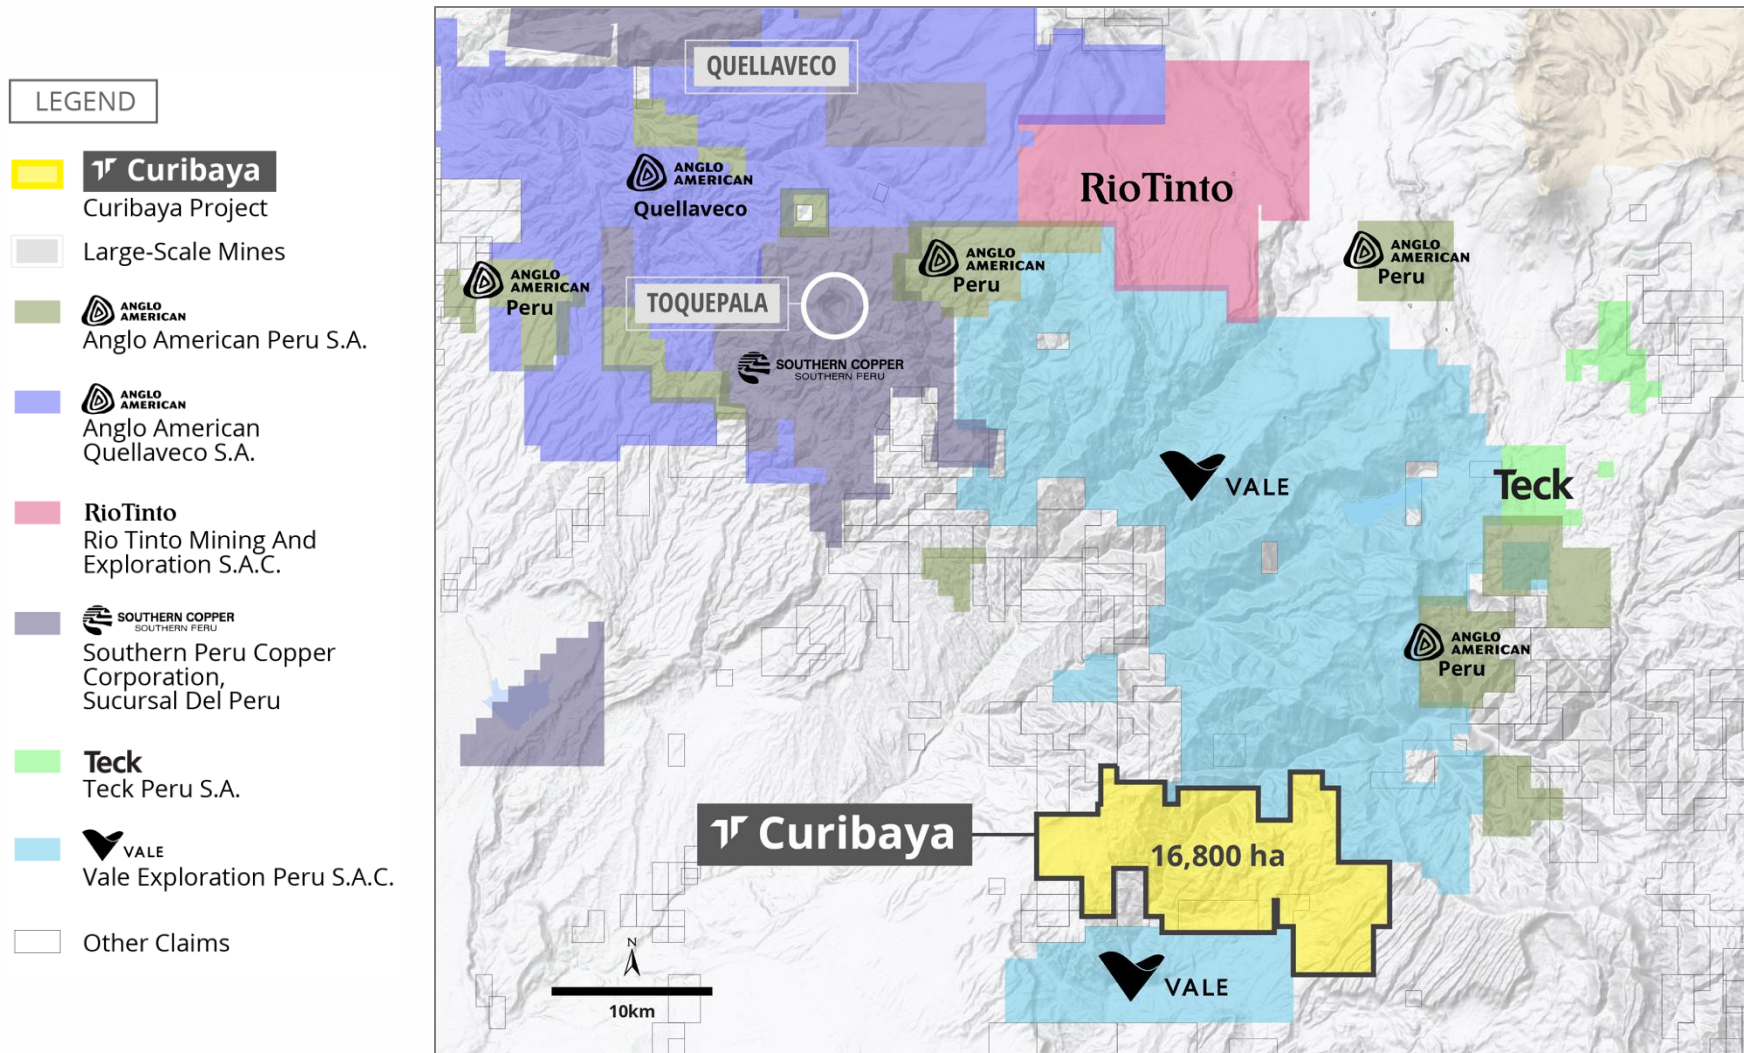 LEGEND
Curibaya
Curibaya Project
Large-Scale Mines
ANGLO
AMERICAN
Anglo American Peru S.A.
ANGLO
AMERICAN
Anglo American
Quellaveco S.A.
RioTinto
Rio Tinto Mining And
Exploration S.A.C.
SOUTHERN COPPER
SOUTHERN PERU
Southern Peru Copper
Corporation,
Sucursal Del Peru
Teck
Teck Peru S.A.
VALE
Vale Exploration Peru S.A.C.
Other Claims
QUELLAVECO
ANGLO
AMERICAN
Quellaveco
RioTinto
ANGLO
AMERICAN
Peru
ANGLO
AMERICAN
Peru
ANGLO
AMERICAN
Peru
TOQUEPALA
SOUTHERN COPPER
SOUTHERN PERU
VALE
Teck
ANGLO
AMERICAN
Peru
Curibaya
16,800 ha
N
10km
VALE